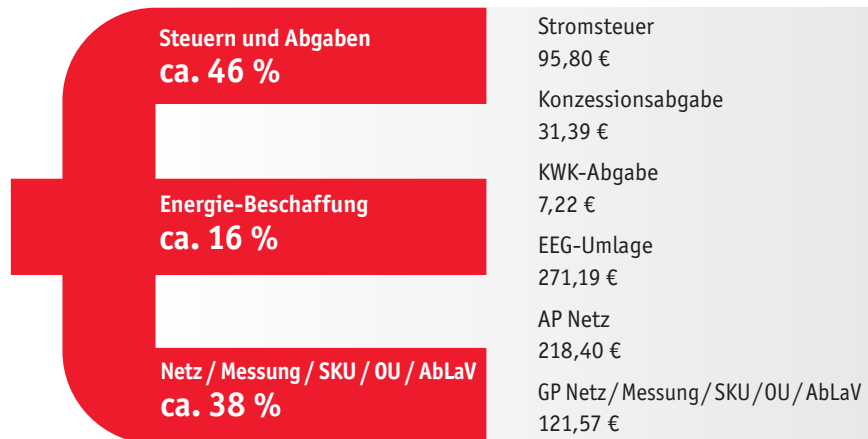 Steuern und Abgaben
ca. 46 %
Energie-Beschaffung
ca. 16 %
Netz / Messung / SKU / OU / AbLaV
ca. 38 %
Stromsteuer
95,80 €
Konzessionsabgabe
31,39 €
KWK-Abgabe
7,22 €
EEG-Umlage
271,19 €
AP Netz
218,40 €
GP Netz / Messung / SKU / OU / AbLaV
121,57 €